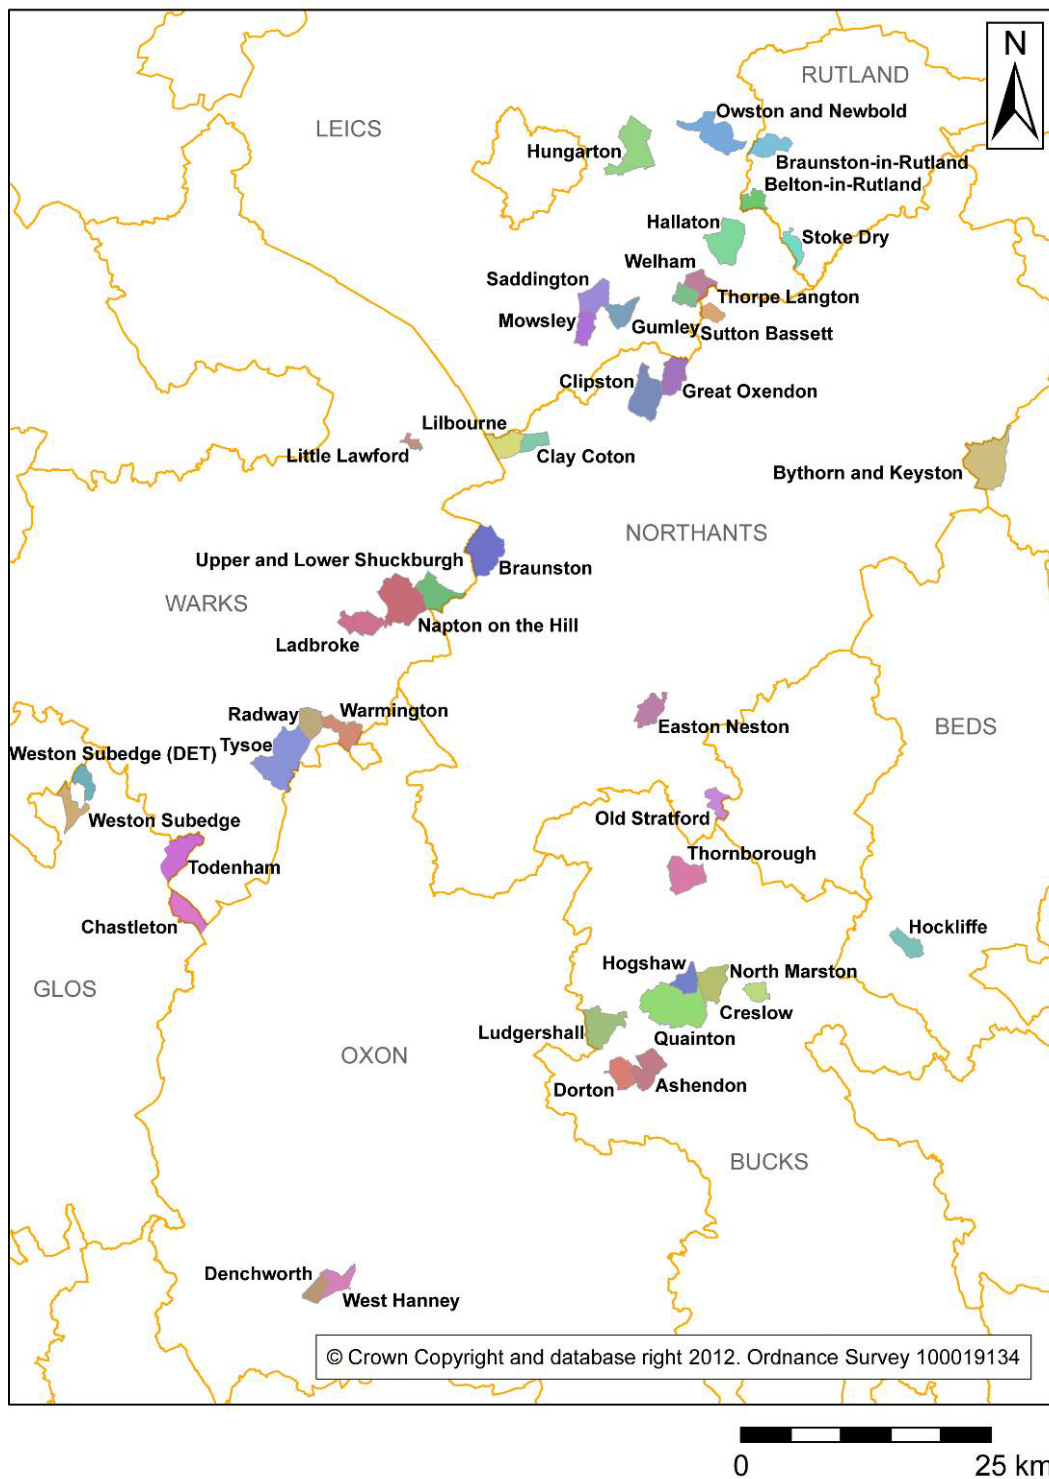 N
RUTLAND
Owston and Newbold
LEICS
Hungarton
Braunston-in-Rutland
Belton-in-Rutland
Hallaton
Stoke Dry
Welham
Saddington
Thorpe Langton
Mowsley
Gumley
Sutton Bassett
Clipston
Great Oxendon
Lilbourne
Little Lawford
Clay Coton
Bythorn and Keyston
NORTHANTS
Upper and Lower Shuckburgh
Braunston
WARKS
Napton on the Hill
Ladbroke
Radway
Warmington
Easton Neston
BEDS
Tysoe
Weston Subedge (DET)
Weston Subedge
Old Stratford
Thornborough
Todenham
Chastleton
Hockliffe
Hogshaw
North Marston
GLOS
Creslow
Ludgershall
Quainton
OXON
Dorton
Ashendon
BUCKS
Denchworth
West Hanney
© Crown Copyright and database right 2012. Ordnance Survey 100019134
0
25 km